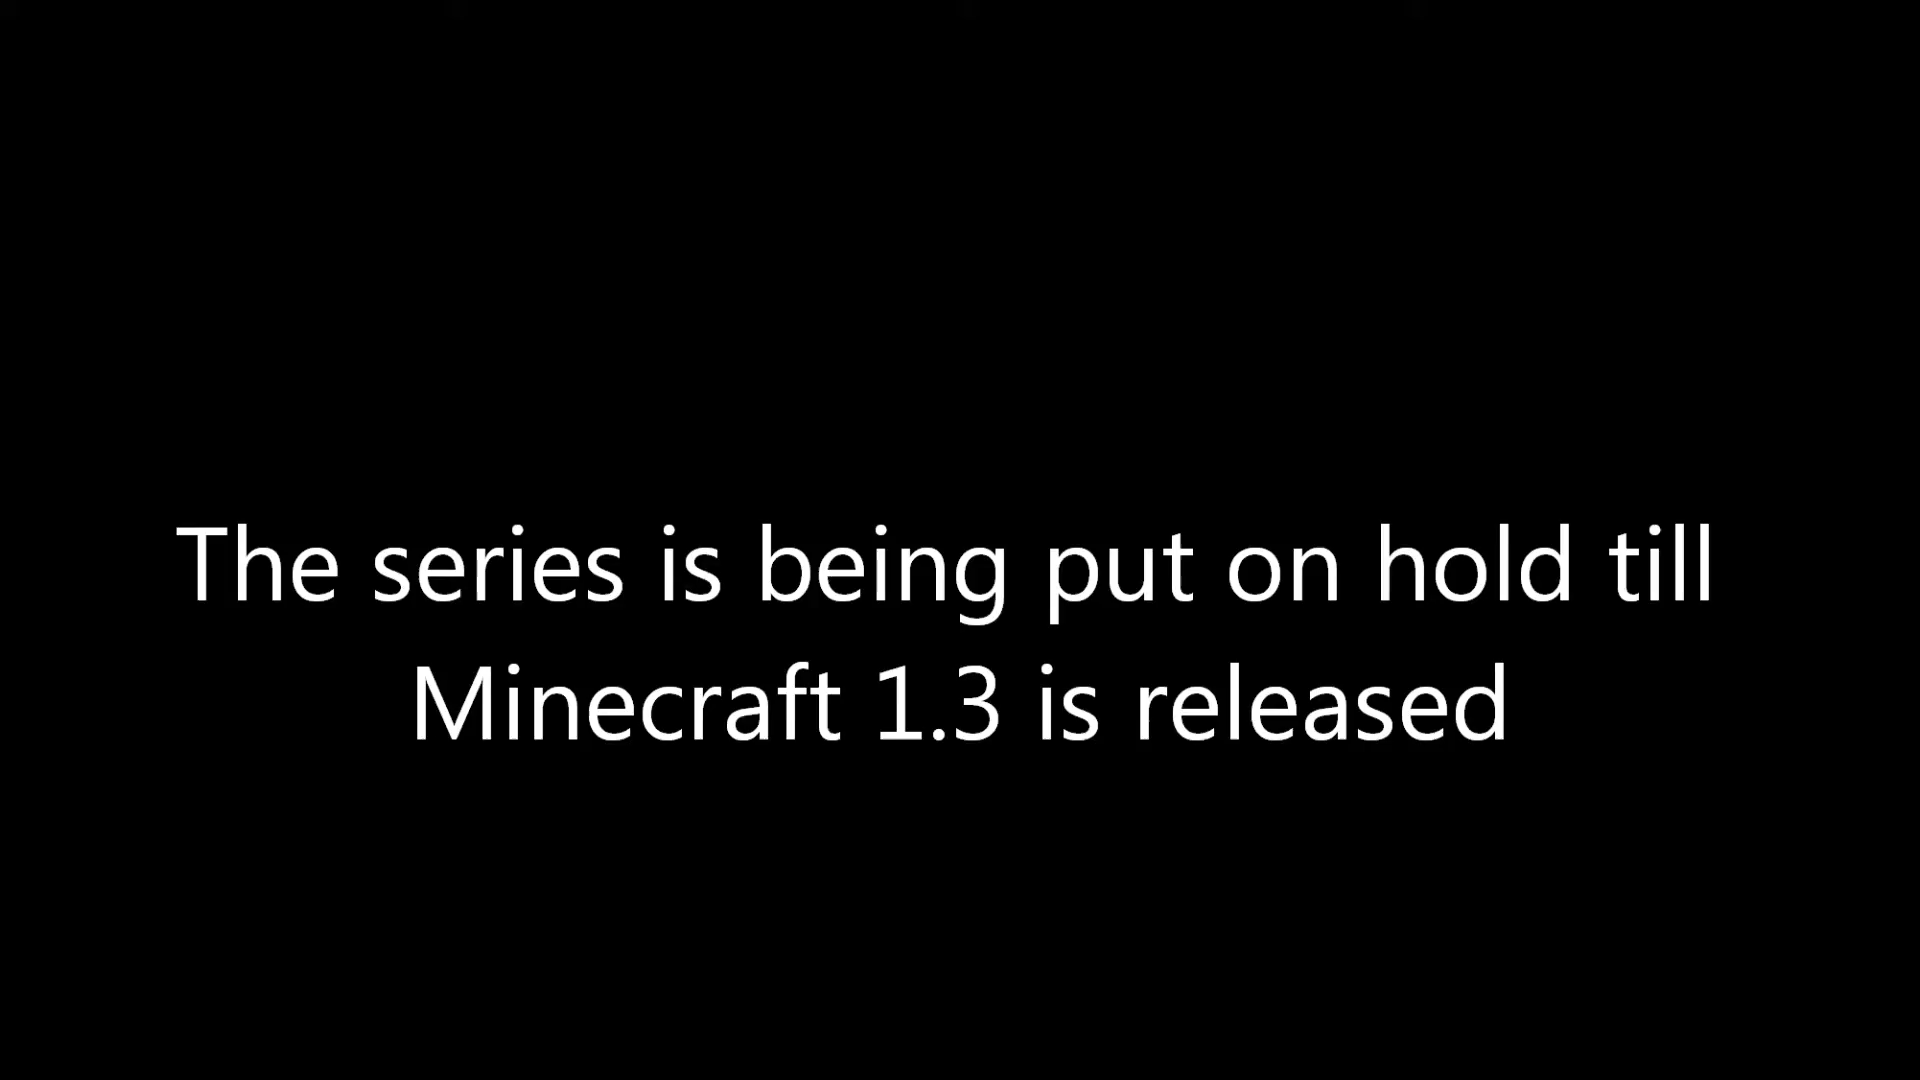 The series is being put on hold till
Minecraft 1.3 is released